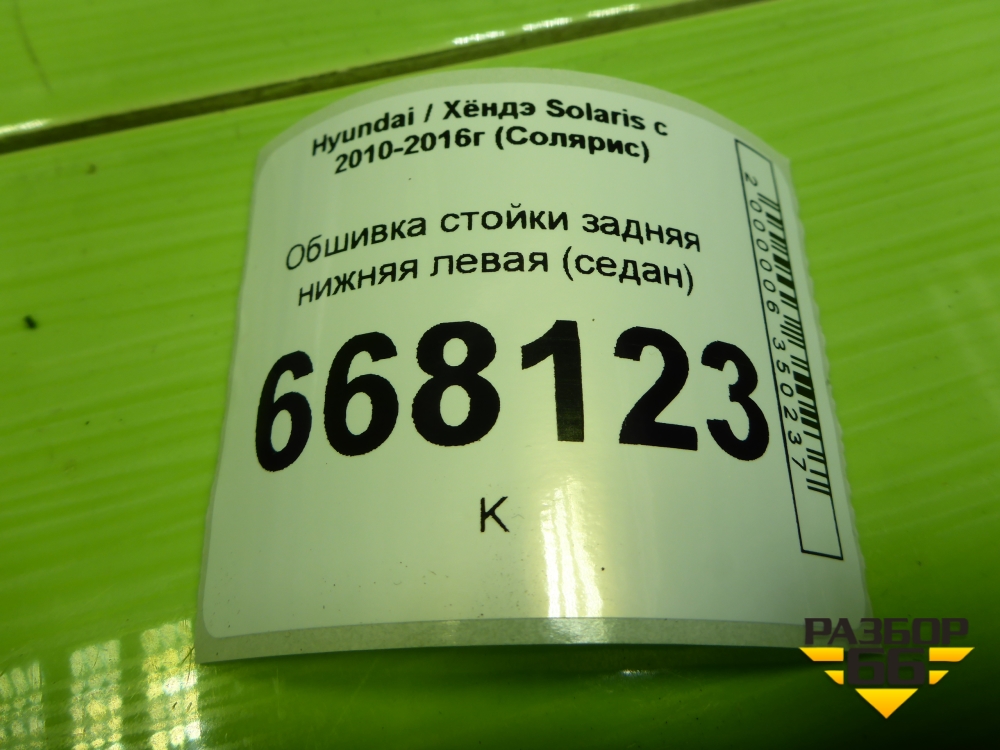 Hyundai / Хёндэ Solaris с
2010-2016г (Солярис)
Обшивка стойки задняя
нижняя левая (седан)
668123
К
2000006350237
РАЗБОР
66